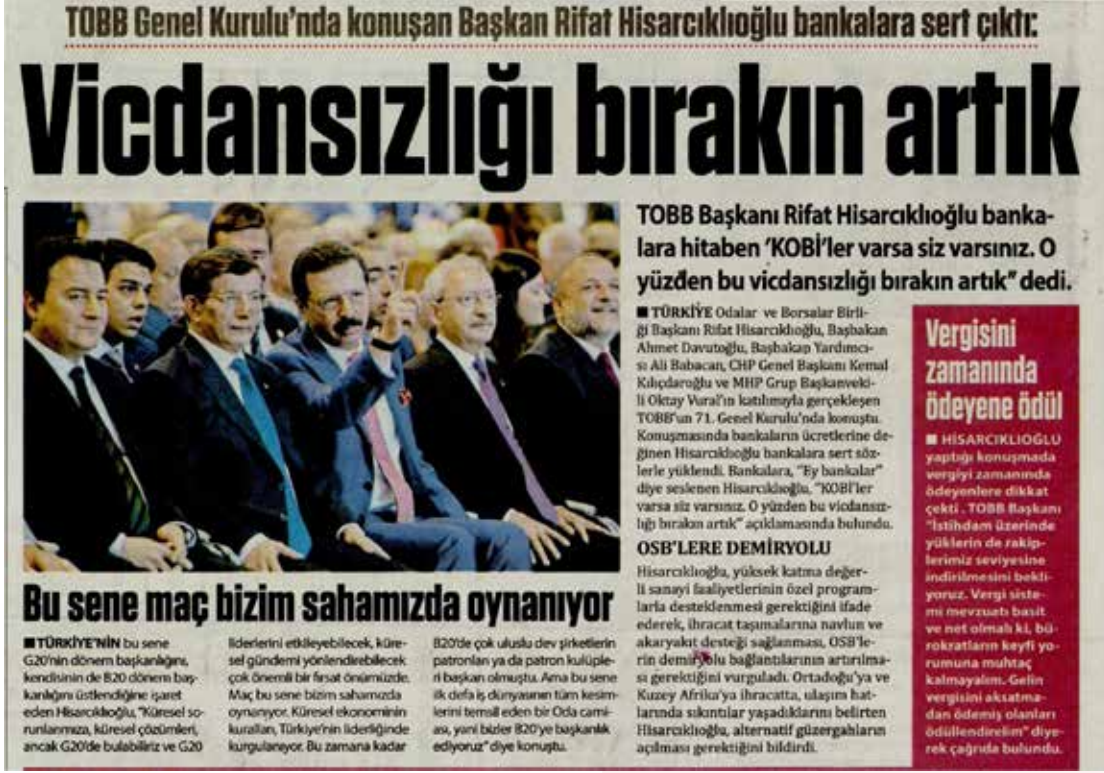 TOBB Genel Kurulu'nda konuşan Başkan Rifat Hisarcıklıoğlu bankalara sert çıktı:
Vicdansızlığı bırakın artık
TOBB Başkanı Rifat Hisarcıklıoğlu banka-
lara hitaben 'KOBİ'ler varsa siz varsınız. O
yüzden bu vicdansızlığı bırakın artık" dedi.
■ TÜRKİYE Odalar ve Borsalar Birli-
ği Başkanı Rifat Hisarcıklıoğlu, Başbakan
Ahmet Davutoğlu, Başbakan Yardımcı-
sı Ali Babacan, CHP Genel Başkanı Kemal
Kılıçdaroğlu ve MHP Grup Başkanveki-
li Oktay Vural'ın katılımıyla gerçekleşen
TOBB'un 71. Genel Kurulu'nda konuştu.
Konuşmasında bankaların ücretlerine de-
ğinen Hisarcıklıoğlu bankalara sert söz-
lerle yüklendi. Bankalara, "Ey bankalar"
diye seslenen Hisarcıklıoğlu, "KOBİ'ler
varsa siz varsınız. O yüzden bu vicdansız-
lığı bırakın artık" açıklamasında bulundu.
OSB'LERE DEMİRYOLU
Hisarcıklıoğlu, yüksek katma değer-
li sanayi faaliyetlerinin özel program-
larla desteklenmesi gerektiğini ifade
ederek, ihracat taşımalarına navlun ve
akaryakıt desteği sağlanması, OSB'le-
rin demiryolu bağlantılarının artırılma-
sı gerektiğini vurguladı. Ortadoğu'ya ve
Kuzey Afrika'ya ihracatta, ulaşım hat-
larında sıkıntılar yaşadıklarını belirten
Hisarcıklıoğlu, alternatif güzergahların
açılması gerektiğini bildirdi.
Vergisini
zamanında
ödeyene ödül
■ HİSARCIKLIOĞLU
yaptığı konuşmada
vergiyi zamanında
ödeyenlere dikkat
çekti . TOBB Başkanı
"İstihdam üzerinde
yüklerin de rakip-
lerimiz seviyesine
indirilmesini bekli-
yoruz. Vergi siste-
mi mevzuatı basit
ve net olmalı ki, bü-
rokratların keyfi yo-
rumuna muhtaç
kalmayalım. Gelin
vergisini aksatma-
dan ödemiş olanları
ödüllendirelim" diye-
rek çağrıda bulundu.
Bu sene maç bizim sahamızda oynanıyor
■ TÜRKİYE'NİN bu sene
G20'nin dönem başkanlığını,
kendisinin de B20 dönem baş-
kanlığını üstlendiğine işaret
eden Hisarcıklıoğlu, "Küresel so-
runlarımıza, küresel çözümleri,
ancak G20'de bulabiliriz ve G20
liderlerini etkileyebilecek, küre-
sel gündemi yönlendirebilecek
çok önemli bir fırsat önümüzde.
Maç bu sene bizim sahamızda
oynanıyor. Küresel ekonominin
kuralları, Türkiye'nin liderliğinde
kurgulanıyor. Bu zamana kadar
B20'de çok uluslu dev şirketlerin
patronları ya da patron kulüple-
ri başkan olmuştu. Ama bu sene
ilk defa iş dünyasının tüm kesim-
lerini temsil eden bir Oda cami-
ası, yani bizler B20'ye başkanlık
ediyoruz" diye konuştu.